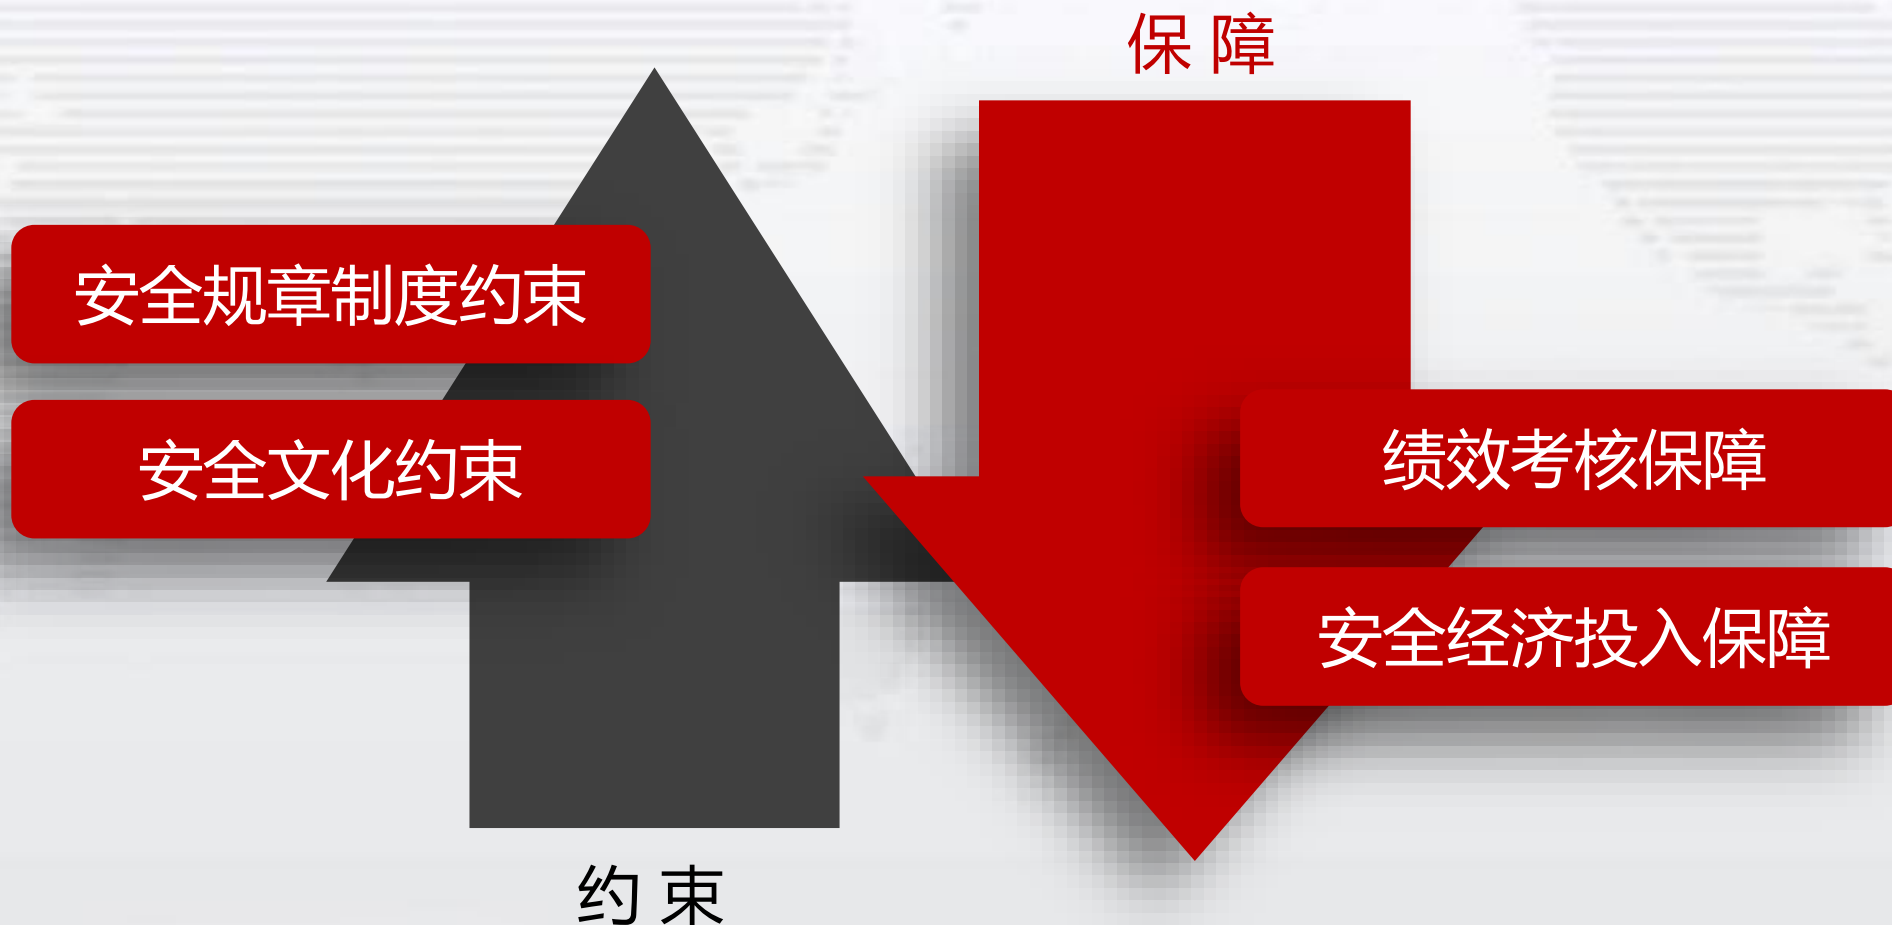 保障
安全规章制度约束
安全文化约束
绩效考核保障
安全经济投入保障
约束